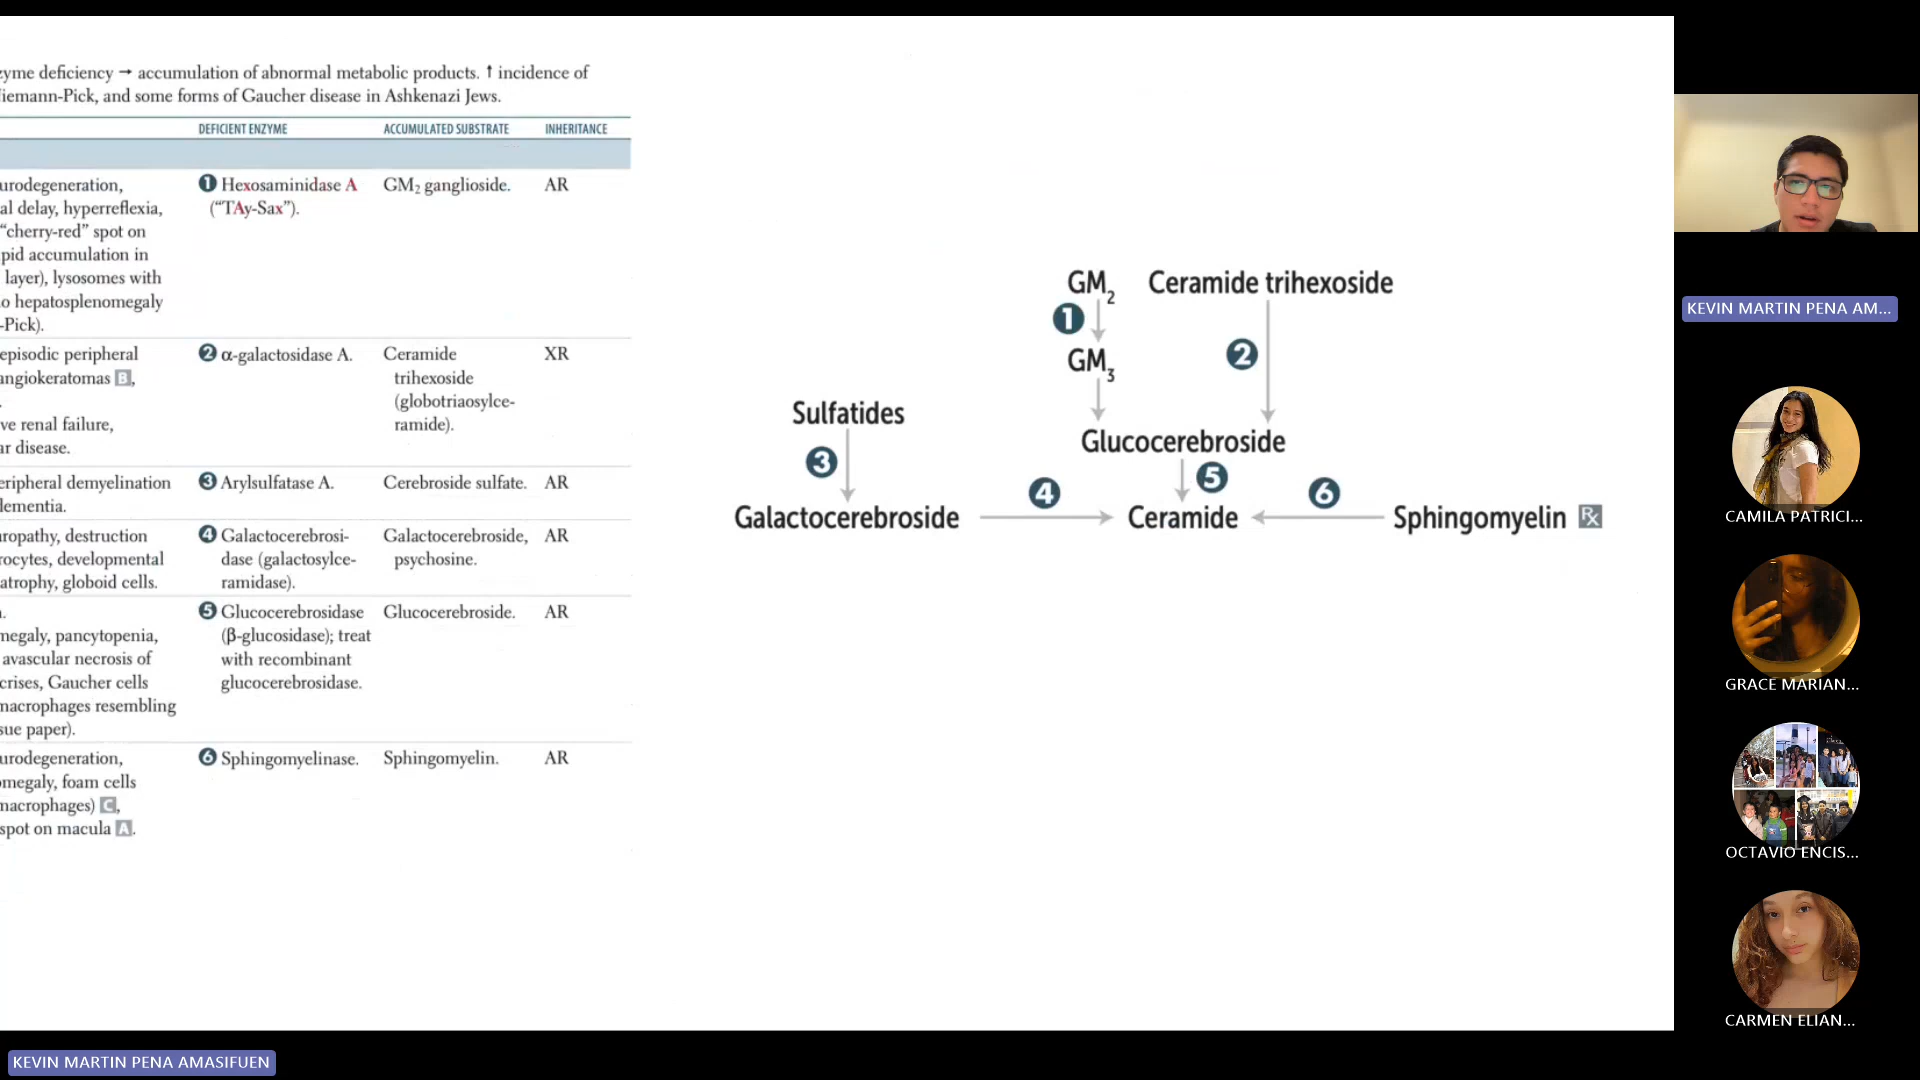 zyme deficiency → accumulation of abnormal metabolic products. ↑ incidence of
iemann-Pick, and some forms of Gaucher disease in Ashkenazi Jews.
DEFICIENT ENZYME ACCUMULATED SUBSTRATE INHERITANCE
urodegeneration,
al delay, hyperreflexia,
"cherry-red" spot on
pid accumulation in
layer), lysosomes with
o hepatosplenomegaly
-Pick).
1 Hexosaminidase A
("TAy-Sax").
GM2 ganglioside.
AR
episodic peripheral
angiokeratomas B,
.
ve renal failure,
ar disease.
2 α-galactosidase A.
Ceramide
trihexoside
(globotriaosylce-
ramide).
XR
eripheral demyelination
lementia.
3 Arylsulfatase A.
Cerebroside sulfate.
AR
uropathy, destruction
rocytes, developmental
atrophy, globoid cells.
4 Galactocerebrosi-
dase (galactosylce-
ramidase).
Galactocerebroside,
psychosine.
AR
n.
megaly, pancytopenia,
avascular necrosis of
crises, Gaucher cells
macrophages resembling
sue paper).
5 Glucocerebrosidase
(β-glucosidase); treat
with recombinant
glucocerebrosidase.
Glucocerebroside.
AR
urodegeneration,
omegaly, foam cells
macrophages) C,
spot on macula A.
6 Sphingomyelinase.
Sphingomyelin.
AR
GM2
Ceramide trihexoside
1
2
GM3
Sulfatides
Glucocerebroside
3
4
5
6
Galactocerebroside
Ceramide
Sphingomyelin Rx
KEVIN MARTIN PENA AM...
CAMILA PATRICI...
GRACE MARIAN...
OCTAVIO ENCIS...
CARMEN ELIAN...
KEVIN MARTIN PENA AMASIFUEN